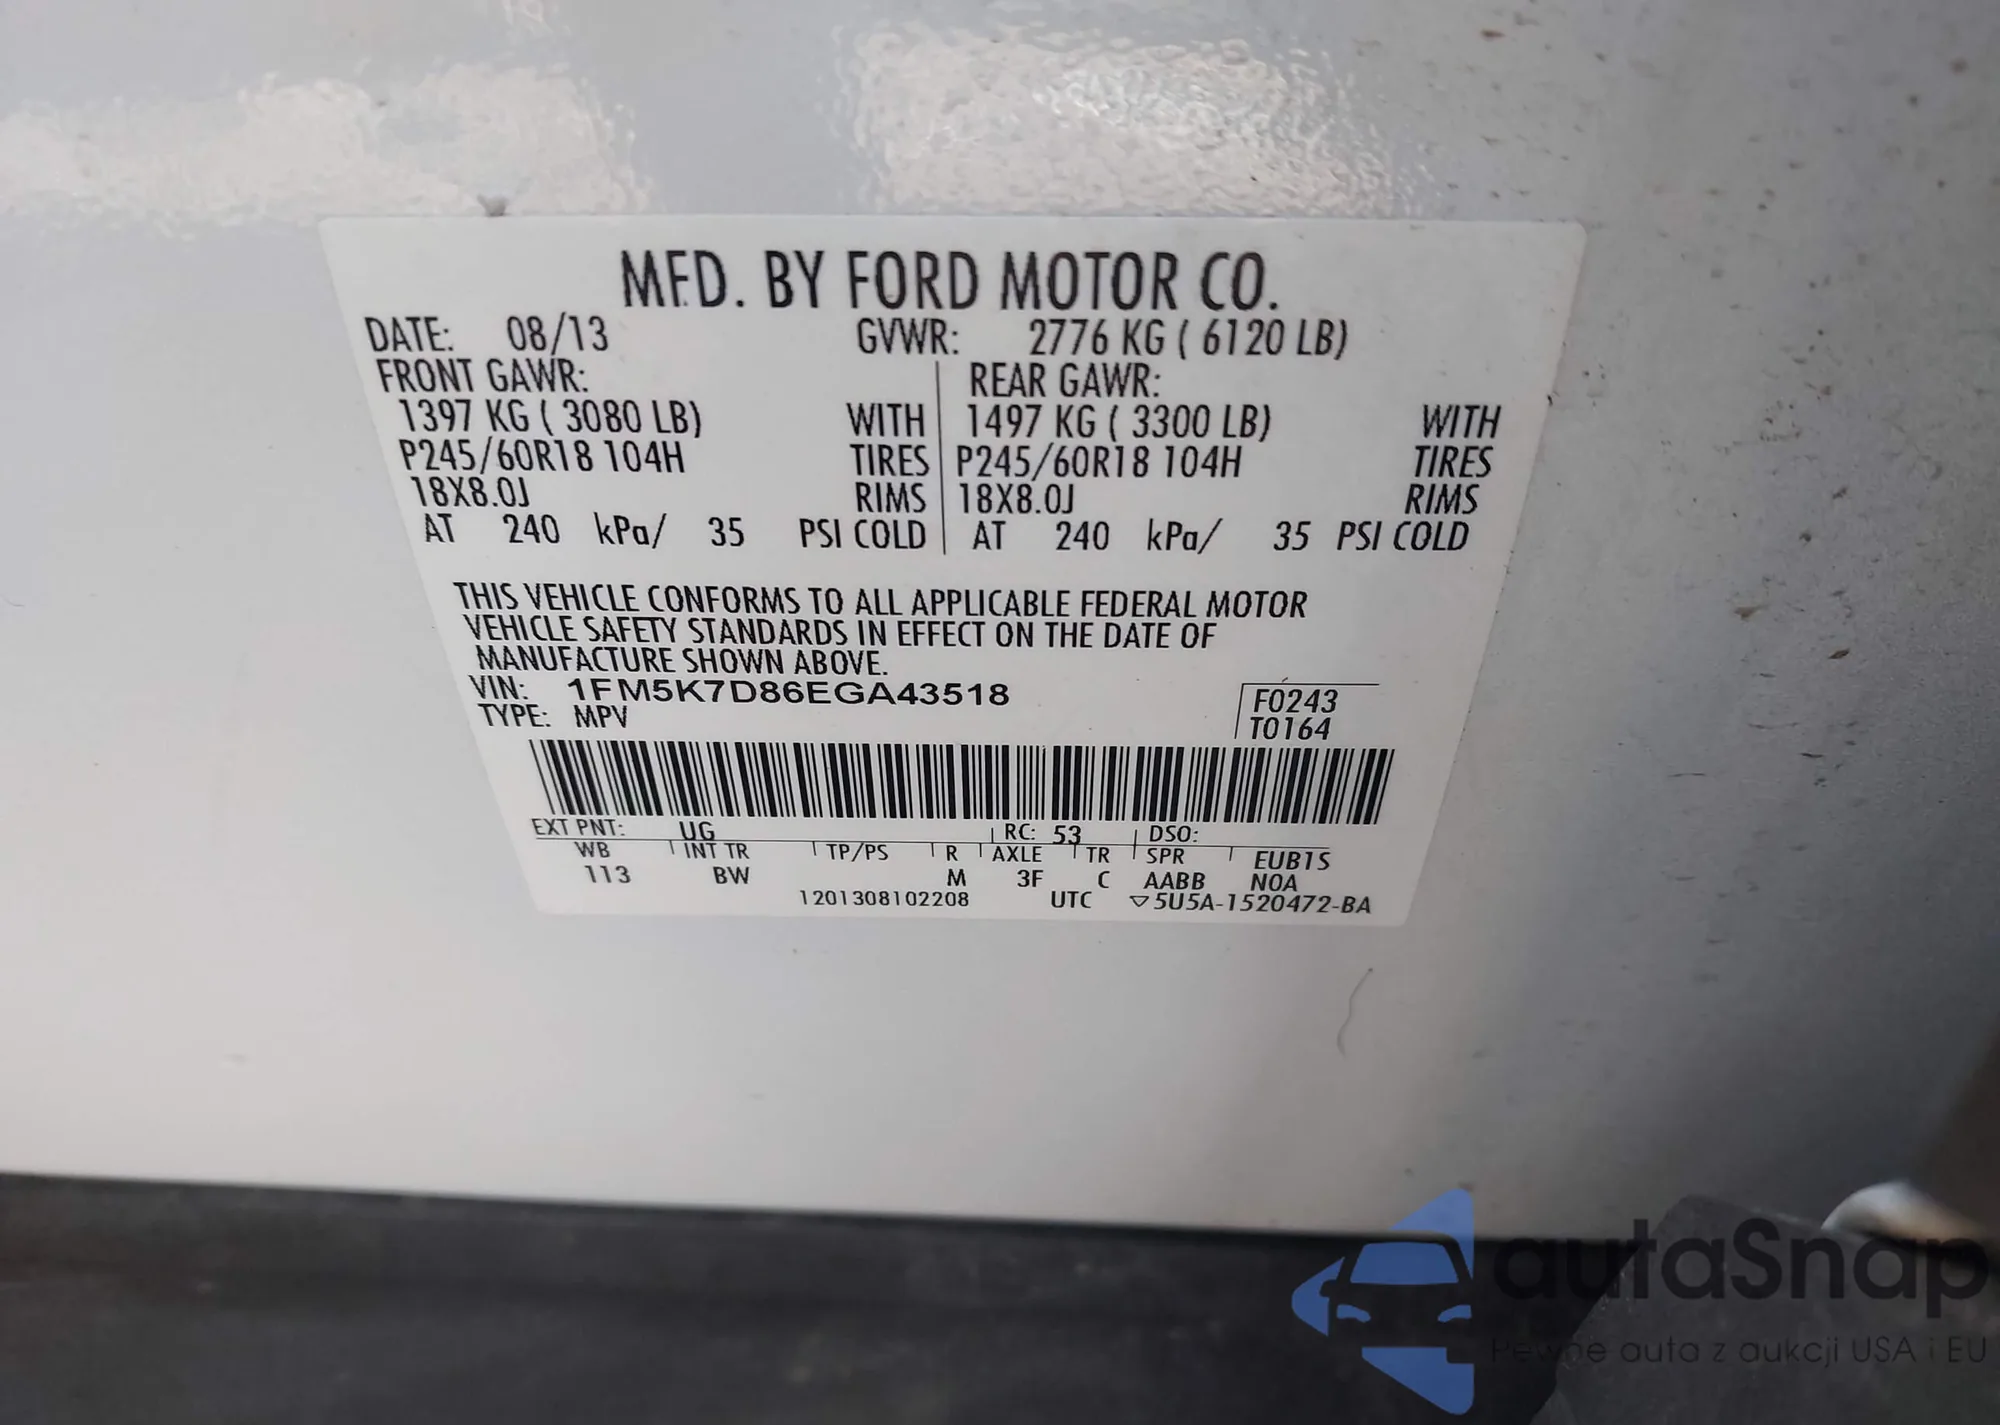 MFD. BY FORD MOTOR CO.
DATE: 08/13 GVWR: 2776 KG ( 6120 LB)
FRONT GAWR: REAR GAWR:
1397 KG ( 3080 LB) WITH 1497 KG ( 3300 LB) WITH
P245/60R18 104H TIRES P245/60R18 104H TIRES
18X8.0J RIMS 18X8.0J RIMS
AT 240 kPa/ 35 PSI COLD AT 240 kPa/ 35 PSI COLD
THIS VEHICLE CONFORMS TO ALL APPLICABLE FEDERAL MOTOR
VEHICLE SAFETY STANDARDS IN EFFECT ON THE DATE OF
MANUFACTURE SHOWN ABOVE.
VIN: 1FM5K7D86EGA43518 F0243
TYPE: MPV T0164
EXT PNT: UG RC: 53 DSO:
WB INT TR TP/PS R AXLE TR SPR EUB1S
113 BW M 3F C AABB N0A
1201308102208 UTC ▽5U5A-1520472-BA
autaSnap
Pewne auta z aukcji USA i EU